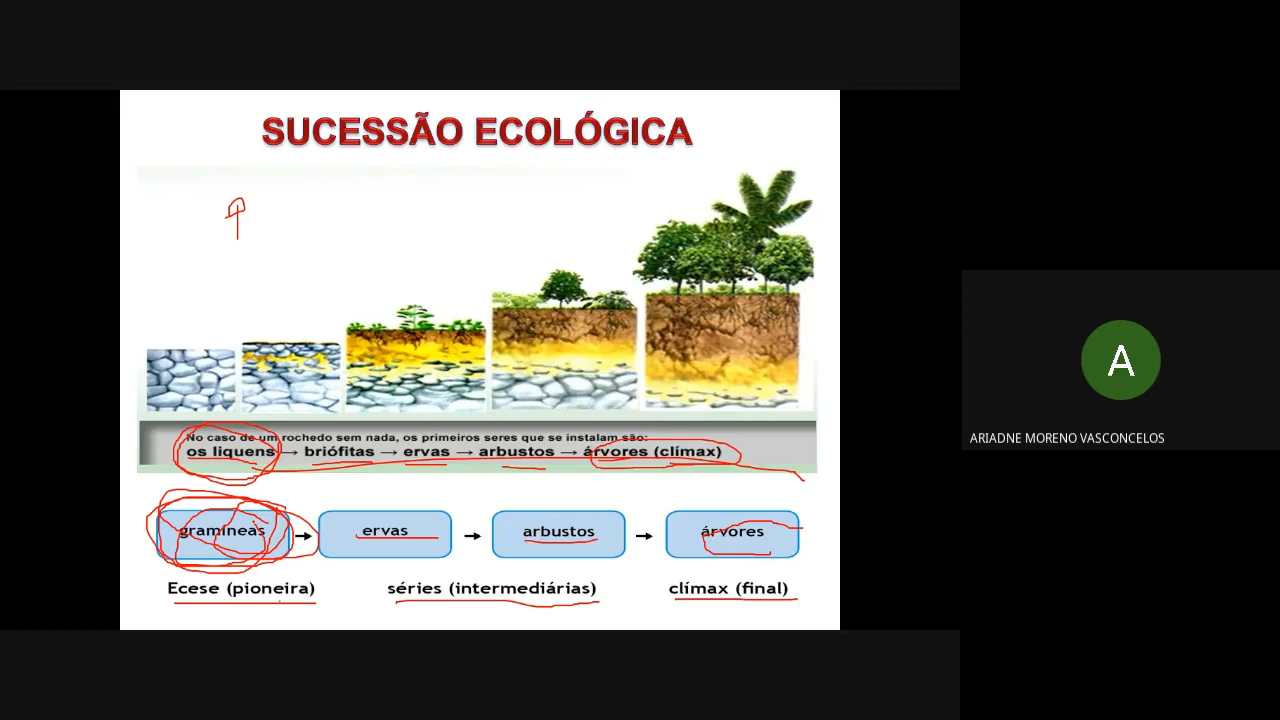 SUCESSÃO ECOLÓGICA
No caso de um rochedo sem nada, os primeiros seres que se instalam são:
os liquens → briófitas → ervas → arbustos → árvores (clímax)
gramíneas → ervas → arbustos → árvores
Ecese (pioneira) séries (intermediárias) clímax (final)
A
ARIADNE MORENO VASCONCELOS